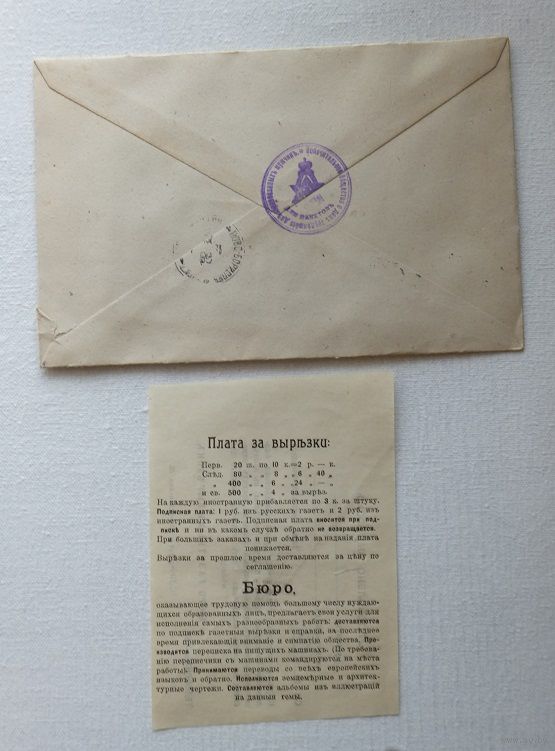 для пакетовъ
Плата за вырѣзки:
Перв. 20 ш. по 10 к.=2 р. — к.
Слѣд. 80 „ „ 8 „ 6 „ 40 „
„ 400 „ „ 6 „ 24 „ — „
и св. 500 „ „ 4 „ за вырѣз.
На каждую иностранную прибавляется по 3 к. за штуку.
Подписная плата: 1 руб. изъ русскихъ газетъ и 2 руб. изъ
иностранныхъ газетъ. Подписная плата вносится при под-
пискѣ и ни въ какомъ случаѣ обратно не возвращается.
При большихъ заказахъ и при обмѣнѣ на изданія плата
понижается.
Вырѣзки за прошлое время доставляются за цѣну по
соглашенію.
Бюро,
оказывающее трудовую помощь большому числу нуждаю-
щихся образованныхъ лицъ, предлагаетъ свои услуги для
исполненія самыхъ разнообразныхъ работъ: доставляются
по подпискѣ газетныя вырѣзки и справки, за послѣднее
время привлекающія вниманіе и симпатію общества. Про-
изводится переписка на пишущихъ машинахъ. (По требова-
нію переписчики съ машинами командируются на мѣста
работы). Принимаются переводы со всѣхъ европейскихъ
языковъ и обратно. Исполняются землемѣрные и архитек-
турные чертежи. Составляются альбомы изъ иллюстрацій
на данныя темы.